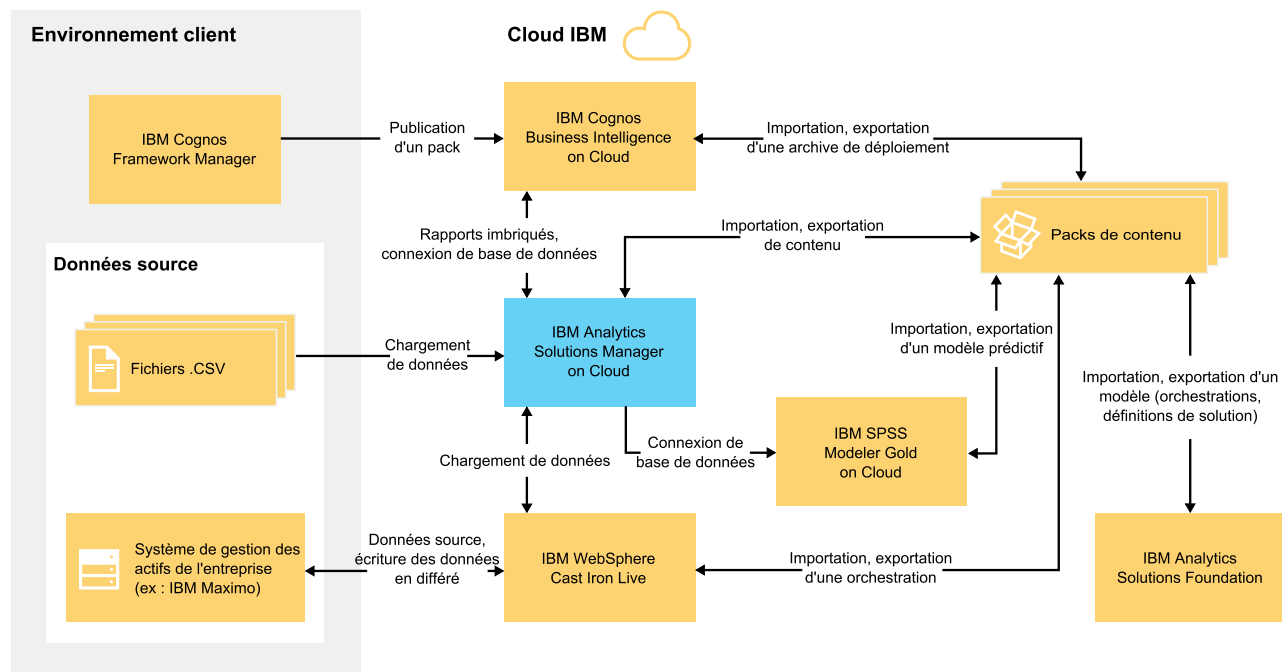 Environnement client
Cloud IBM
IBM Cognos
Framework Manager
Publication
d'un pack
IBM Cognos
Business Intelligence
on Cloud
Importation, exportation
d'une archive de déploiement
Packs de contenu
Rapports imbriqués,
connexion de base de données
Importation, exportation
de contenu
Données source
Fichiers .CSV
Chargement
de données
IBM Analytics
Solutions Manager
on Cloud
Importation, exportation
d'un modèle prédictif
Importation, exportation d'un
modèle (orchestrations,
définitions de solution)
Chargement de données
Connexion de
base de données
IBM SPSS
Modeler Gold
on Cloud
Système de gestion des
actifs de l'entreprise
(ex : IBM Maximo)
Données source,
écriture des données
en différé
IBM WebSphere
Cast Iron Live
Importation, exportation
d'une orchestration
IBM Analytics
Solutions Foundation